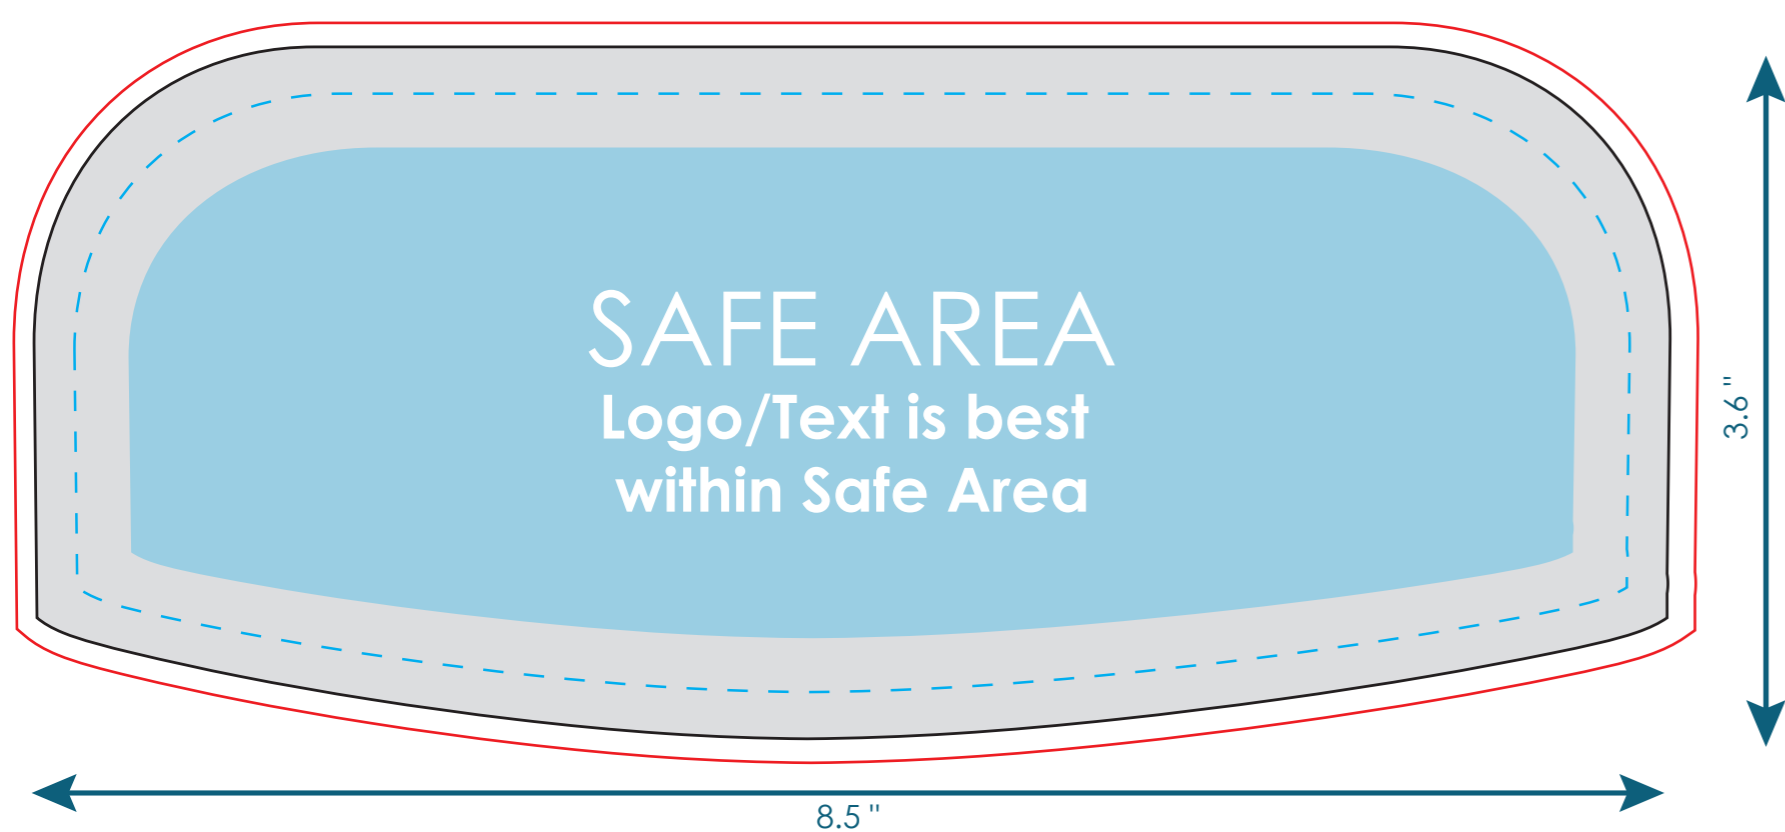 SAFE AREA
Logo/Text is best
within Safe Area
3.6 "
8.5 "